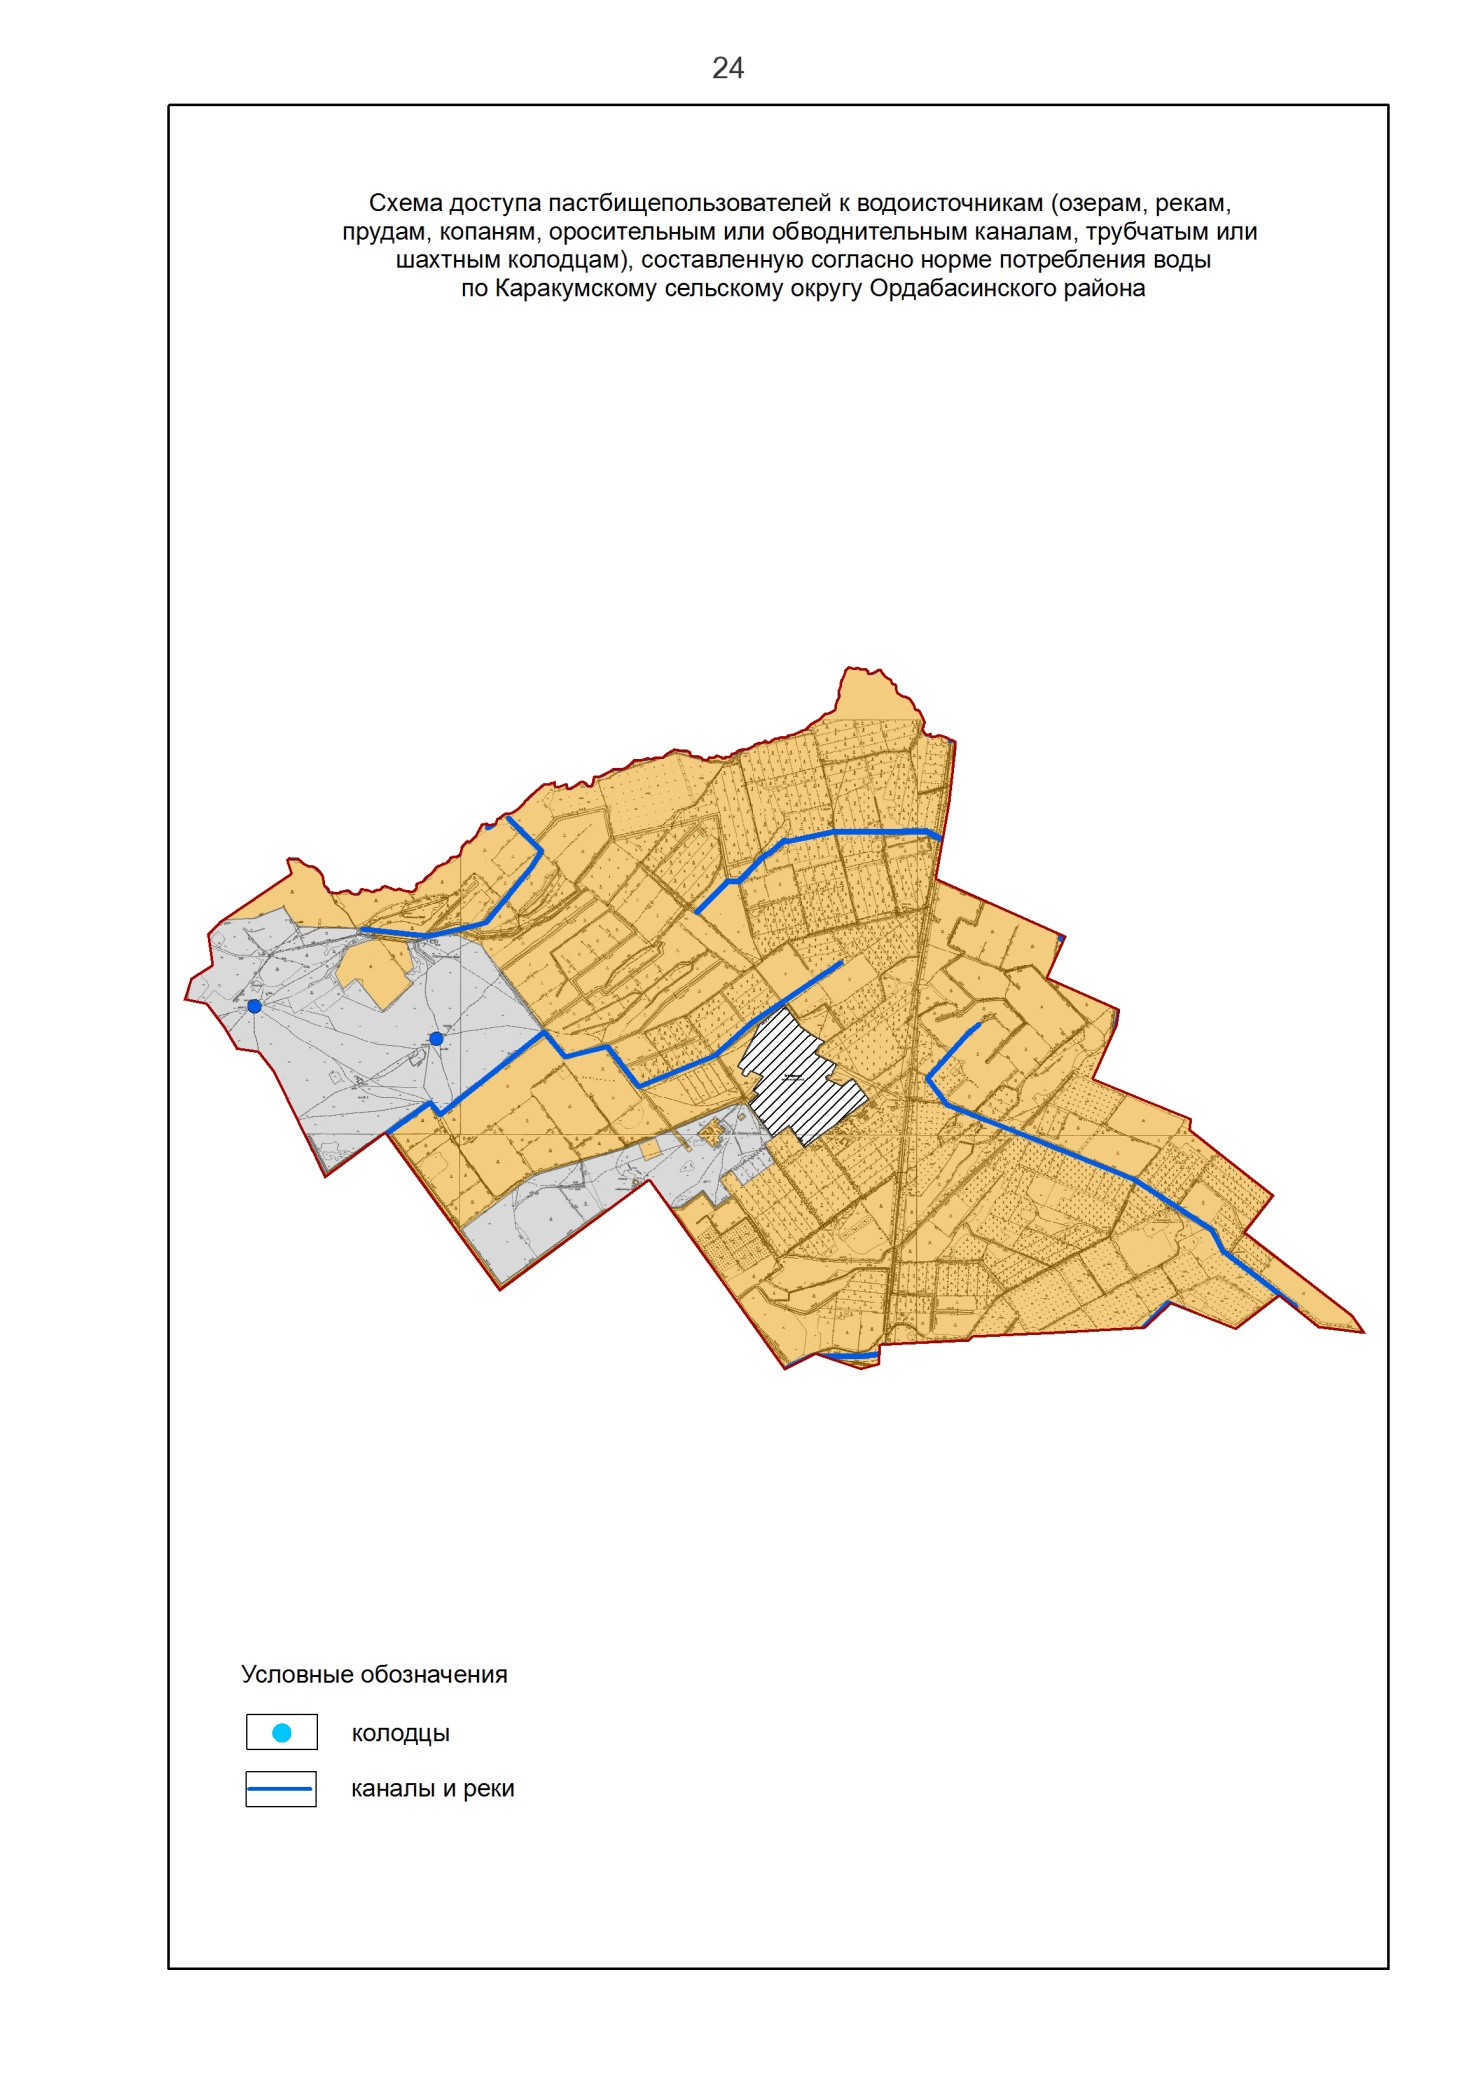 24
Схема доступа пастбищепользователей к водоисточникам (озерам, рекам,
прудам, копаням, оросительным или обводнительным каналам, трубчатым или
шахтным колодцам), составленную согласно норме потребления воды
по Каракумскому сельскому округу Ордабасинского района
Условные обозначения
колодцы
каналы и реки